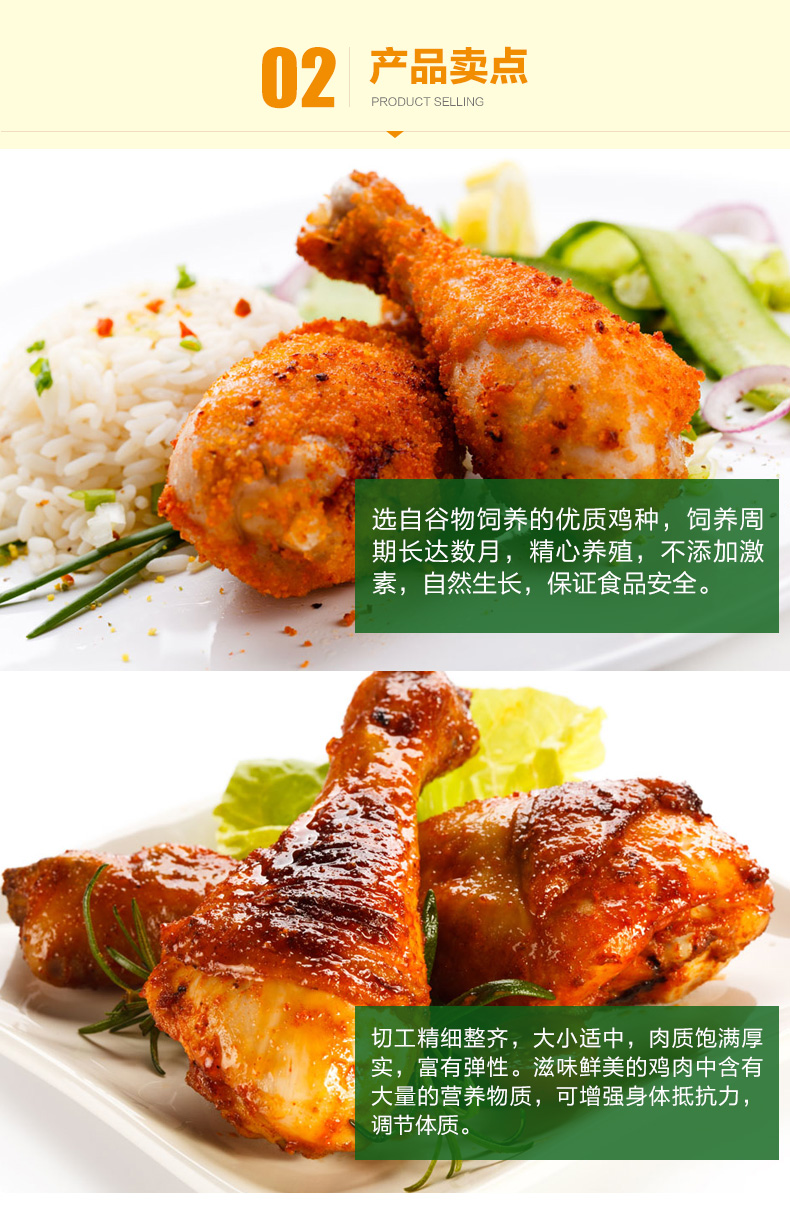 02
产品卖点
PRODUCT SELLING
选自谷物饲养的优质鸡种，饲养周
期长达数月，精心养殖，不添加激
素，自然生长，保证食品安全。
切工精细整齐，大小适中，肉质饱满厚
实，富有弹性。滋味鲜美的鸡肉中含有
大量的营养物质，可增强身体抵抗力，
调节体质。